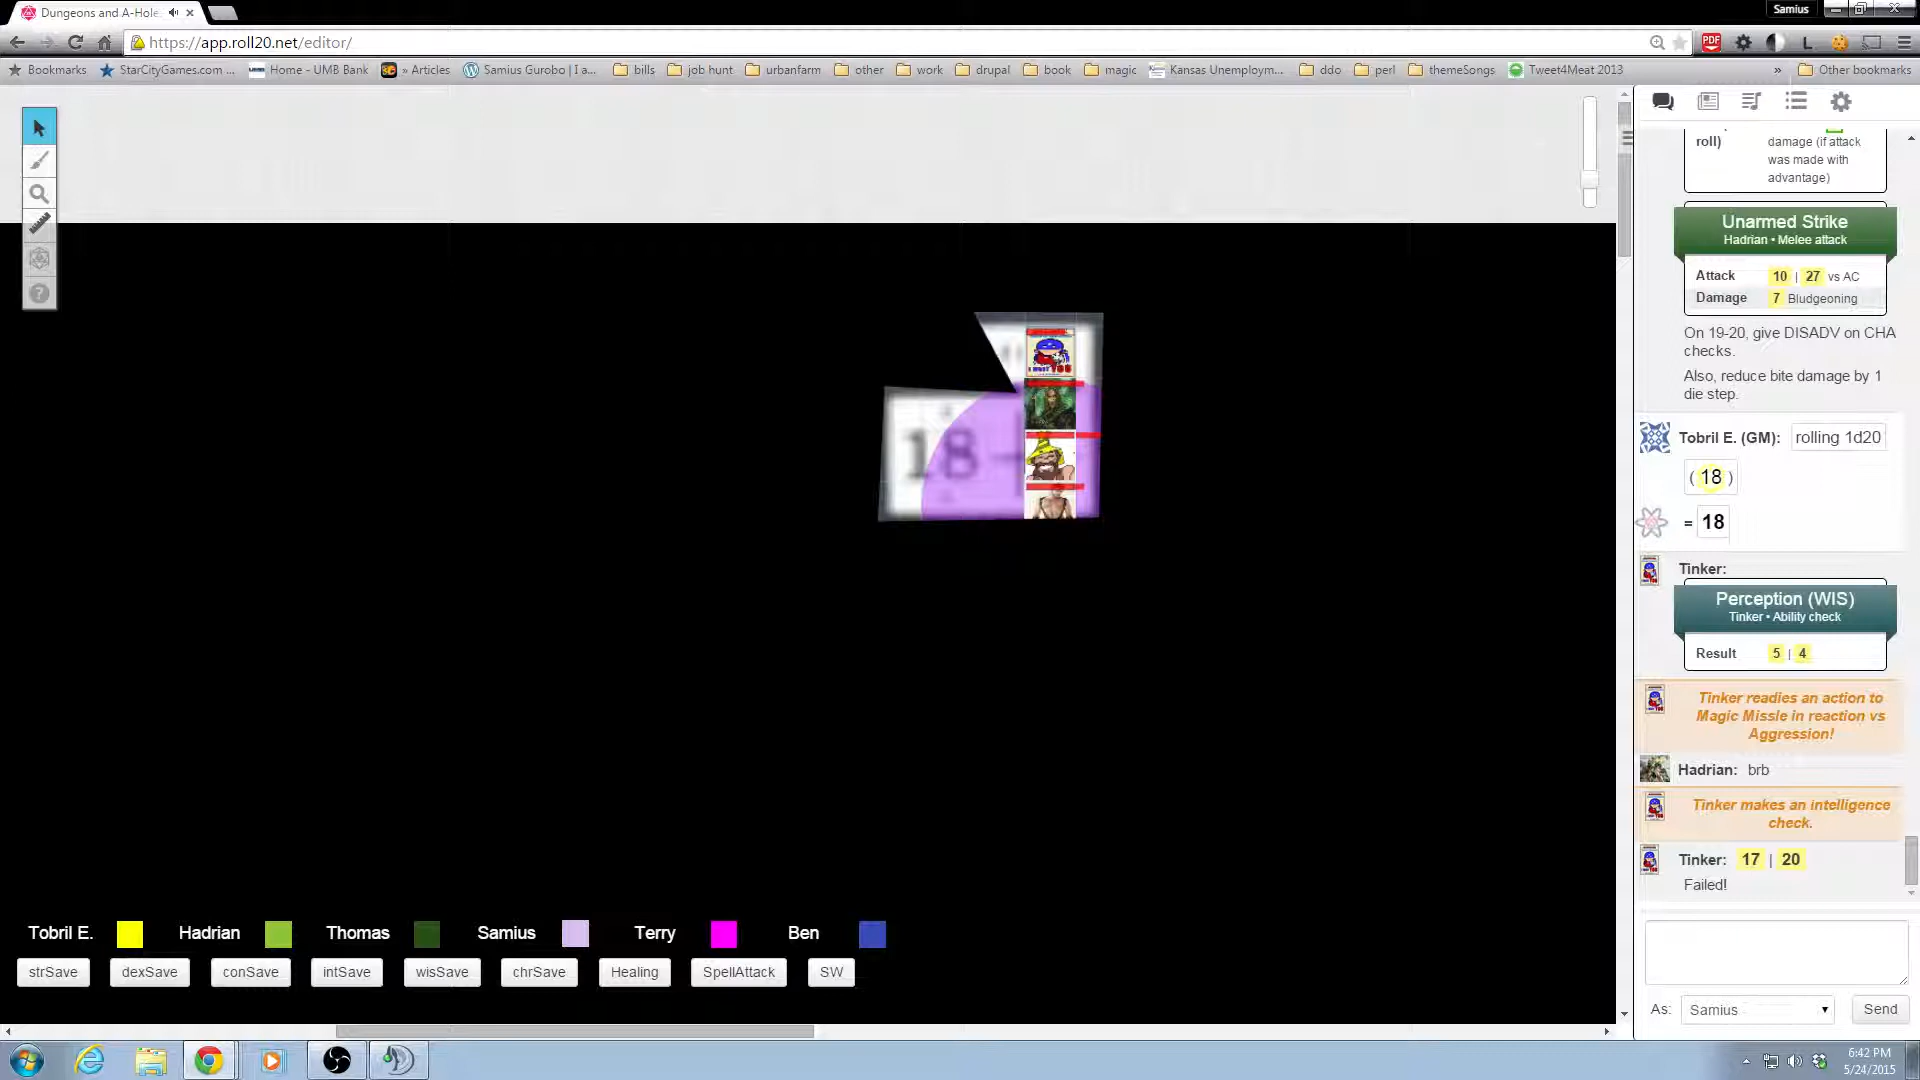 Dungeons and A-Hole
Samius
https://app.roll20.net/editor/
PDF
L
Bookmarks
StarCityGames.com ...
Home - UMB Bank
» Articles
Samius Gurobo | I a...
bills
job hunt
urbanfarm
other
work
drupal
book
magic
Kansas Unemploym...
ddo
perl
themeSongs
Tweet4Meat 2013
»
Other bookmarks
roll)
damage (if attack
was made with
advantage)
Unarmed Strike
Hadrian • Melee attack
Attack 10 | 27 vs AC
Damage 7 Bludgeoning
On 19-20, give DISADV on CHA
checks.
Also, reduce bite damage by 1
die step.
Tobril E. (GM): rolling 1d20
(18)
= 18
Tinker:
Perception (WIS)
Tinker • Ability check
Result 5 | 4
Tinker readies an action to
Magic Missle in reaction vs
Aggression!
Hadrian: brb
Tinker makes an intelligence
check.
Tinker: 17 | 20
Failed!
18
YOU
Tobril E.
Hadrian
Thomas
Samius
Terry
Ben
strSave
dexSave
conSave
intSave
wisSave
chrSave
Healing
SpellAttack
SW
As: Samius
Send
6:42 PM
5/24/2015